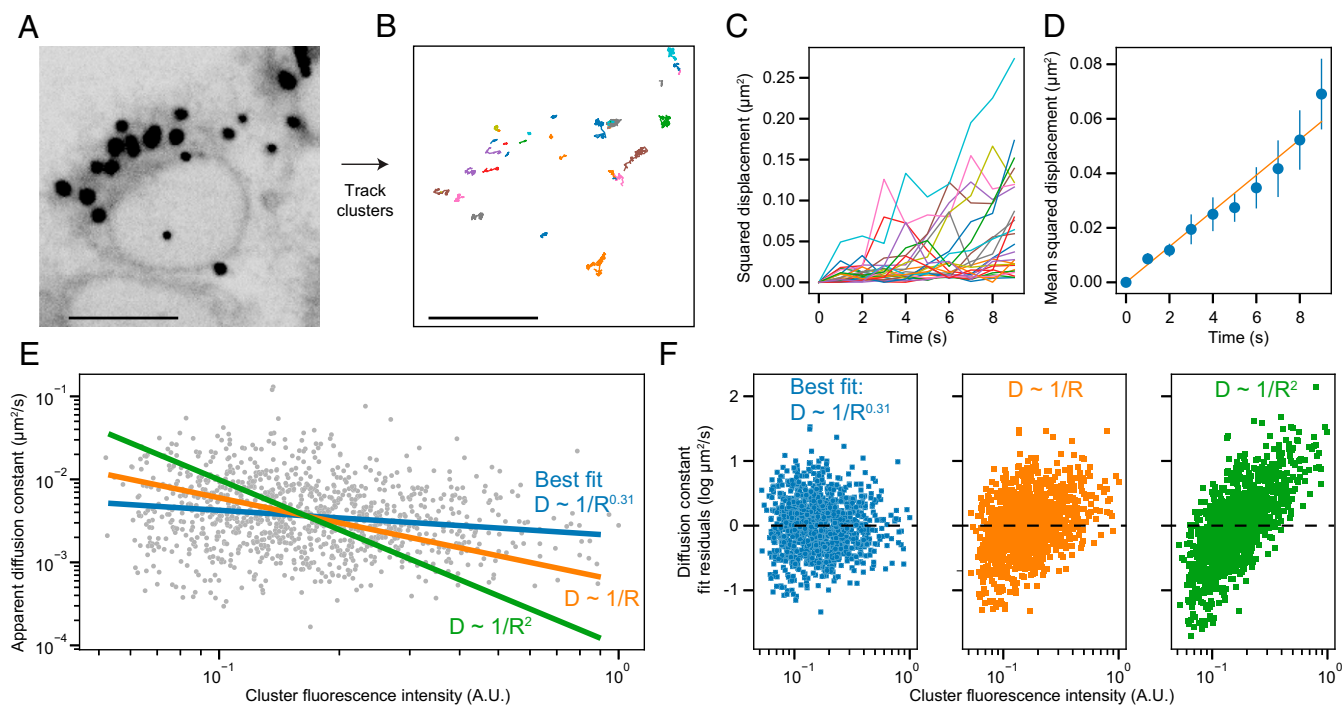 A
B
Track
clusters
C
Squared displacement (µm²)
0.25
0.20
0.15
0.10
0.05
0.00
0 2 4 6 8
Time (s)
D
Mean squared displacement (µm²)
0.08
0.06
0.04
0.02
0.00
0 2 4 6 8
Time (s)
E
Apparent diffusion constant (µm²/s)
10⁻¹
10⁻²
10⁻³
10⁻⁴
Best fit
D ~ 1/R⁰·³¹
D ~ 1/R
D ~ 1/R²
10⁻¹ 10⁰
Cluster fluorescence intensity (A.U.)
F
Diffusion constant
fit residuals (log µm²/s)
2
1
0
-1
Best fit:
D ~ 1/R⁰·³¹
D ~ 1/R
D ~ 1/R²
10⁻¹ 10⁰ 10⁻¹ 10⁰ 10⁻¹ 10⁰
Cluster fluorescence intensity (A.U.)